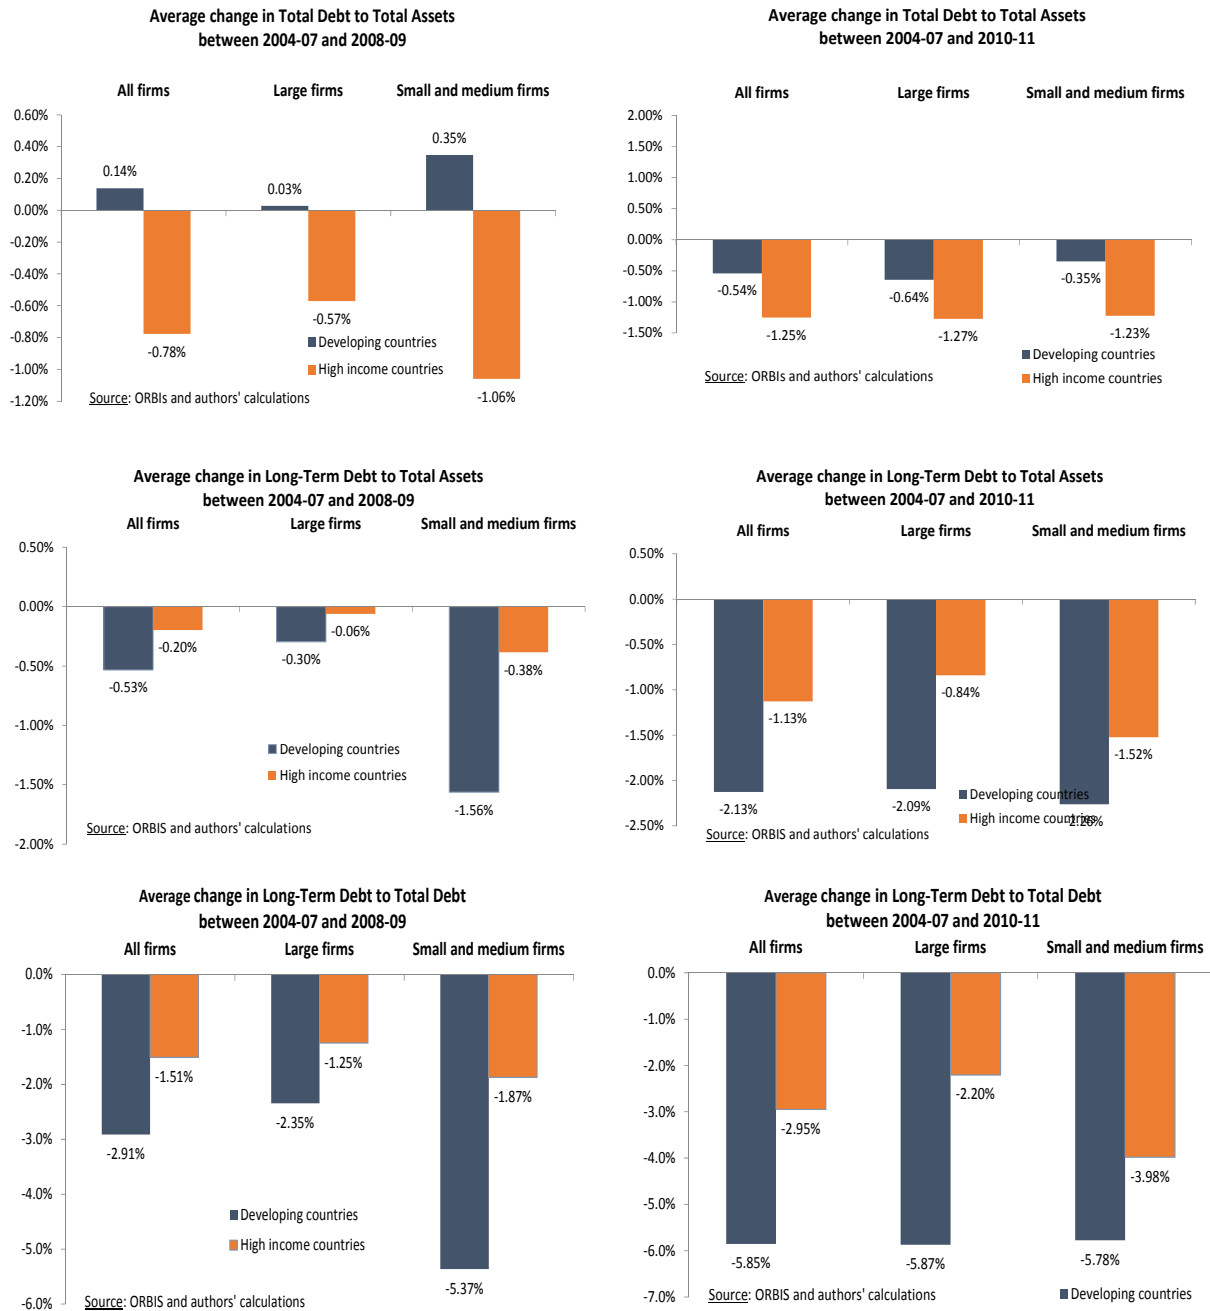 Average change in Total Debt to Total Assets
between 2004-07 and 2008-09
All firms
Large firms
Small and medium firms
0.60%
0.40%
0.20%
0.00%
-0.20%
-0.40%
-0.60%
-0.80%
-1.00%
-1.20%
0.14%
0.03%
0.35%
-0.78%
-0.57%
-1.06%
Developing countries
High income countries
Source: ORBIs and authors' calculations
Average change in Total Debt to Total Assets
between 2004-07 and 2010-11
All firms
Large firms
Small and medium firms
2.00%
1.50%
1.00%
0.50%
0.00%
-0.50%
-1.00%
-1.50%
-0.54%
-1.25%
-0.64%
-1.27%
-0.35%
-1.23%
Developing countries
High income countries
Source: ORBIS and authors' calculations
Average change in Long-Term Debt to Total Assets
between 2004-07 and 2008-09
All firms
Large firms
Small and medium firms
0.50%
0.00%
-0.50%
-1.00%
-1.50%
-2.00%
-0.53%
-0.20%
-0.30%
-0.06%
-1.56%
-0.38%
Developing countries
High income countries
Source: ORBIS and authors' calculations
Average change in Long-Term Debt to Total Assets
between 2004-07 and 2010-11
All firms
Large firms
Small and medium firms
0.50%
0.00%
-0.50%
-1.00%
-1.50%
-2.00%
-2.50%
-2.13%
-1.13%
-2.09%
-0.84%
-2.26%
-1.52%
Developing countries
High income countries
Source: ORBIS and authors' calculations
Average change in Long-Term Debt to Total Debt
between 2004-07 and 2008-09
All firms
Large firms
Small and medium firms
0.0%
-1.0%
-2.0%
-3.0%
-4.0%
-5.0%
-6.0%
-2.91%
-1.51%
-2.35%
-1.25%
-5.37%
-1.87%
Developing countries
High income countries
Source: ORBIS and authors' calculations
Average change in Long-Term Debt to Total Debt
between 2004-07 and 2010-11
All firms
Large firms
Small and medium firms
0.0%
-1.0%
-2.0%
-3.0%
-4.0%
-5.0%
-6.0%
-7.0%
-5.85%
-2.95%
-5.87%
-2.20%
-5.78%
-3.98%
Source: ORBIS and authors' calculations
Developing countries